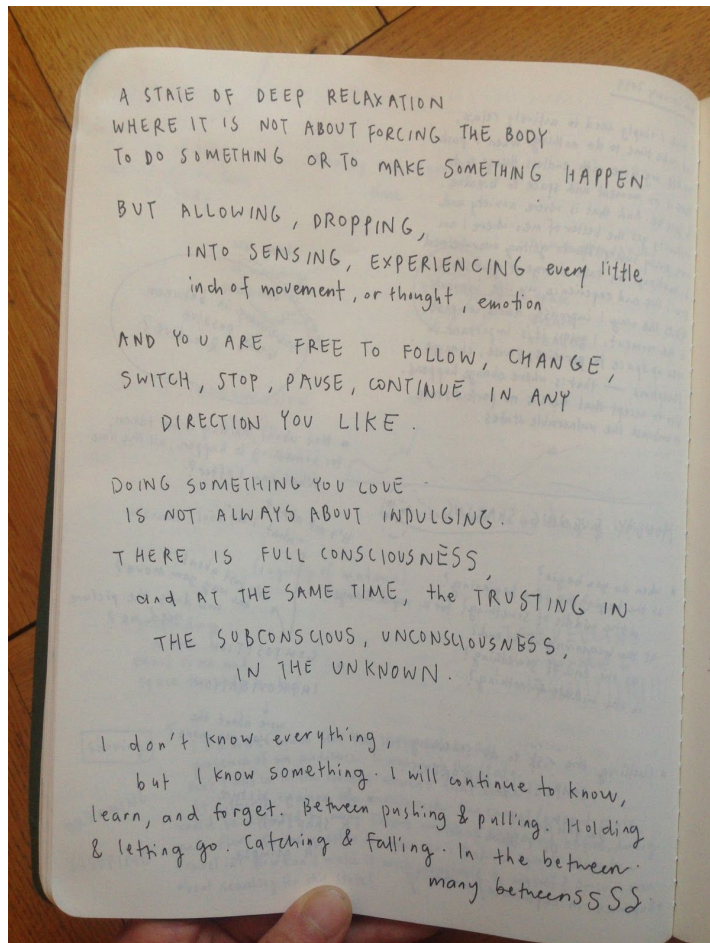 A STATE OF DEEP RELAXATION
WHERE IT IS NOT ABOUT FORCING THE BODY
TO DO SOMETHING OR TO MAKE SOMETHING HAPPEN
BUT ALLOWING, DROPPING,
INTO SENSING, EXPERIENCING every little
inch of movement, or thought, emotion
AND YOU ARE FREE TO FOLLOW, CHANGE,
SWITCH, STOP, PAUSE, CONTINUE IN ANY
DIRECTION YOU LIKE.
DOING SOMETHING YOU LOVE
IS NOT ALWAYS ABOUT INDULGING.
THERE IS FULL CONSCIOUSNESS
and AT THE SAME TIME, the TRUSTING IN
THE SUBCONSCIOUS, UNCONSCIOUSNESS,
IN THE UNKNOWN.
I don't know everything,
but I know something. I will continue to know,
learn, and forget. Between pushing & pulling. Holding
& letting go. Catching & falling. In the between.
many betweensSSS.